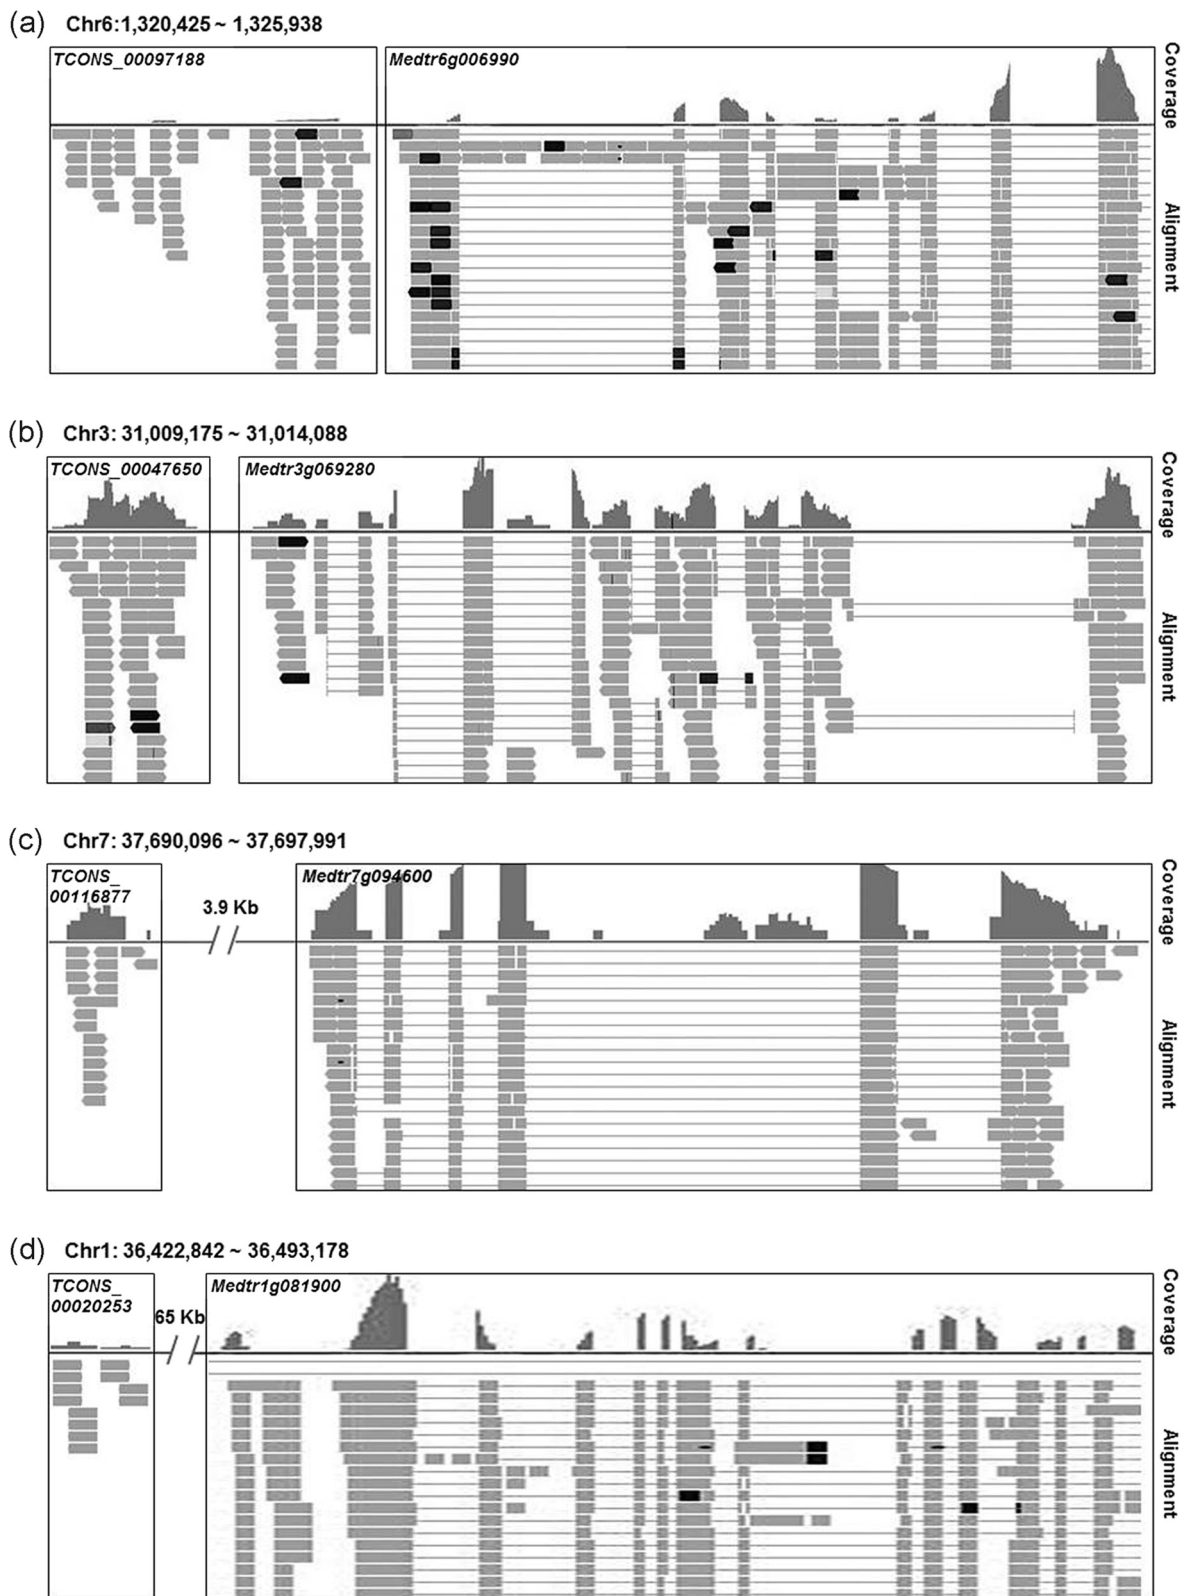 (a) Chr6:1,320,425 ~ 1,325,938
TCONS_00097188
Medtr6g006990
Coverage
Alignment
(b) Chr3: 31,009,175 ~ 31,014,088
TCONS_00047650
Medtr3g069280
Coverage
Alignment
(c) Chr7: 37,690,096 ~ 37,697,991
TCONS_
00116877
3.9 Kb
Medtr7g094600
Coverage
Alignment
(d) Chr1: 36,422,842 ~ 36,493,178
TCONS_
00020253
65 Kb
Medtr1g081900
Coverage
Alignment